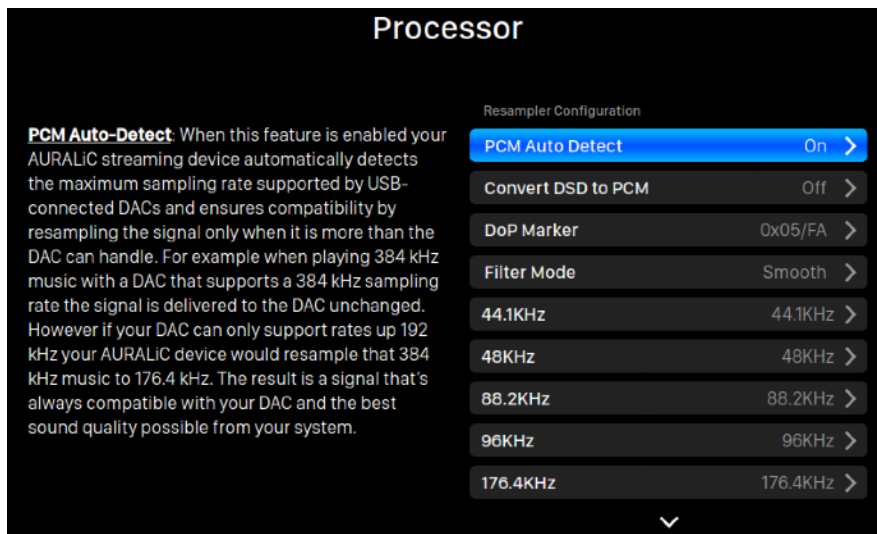 Processor
PCM Auto-Detect: When this feature is enabled your
AURALiC streaming device automatically detects
the maximum sampling rate supported by USB-
connected DACs and ensures compatibility by
resampling the signal only when it is more than the
DAC can handle. For example when playing 384 kHz
music with a DAC that supports a 384 kHz sampling
rate the signal is delivered to the DAC unchanged.
However if your DAC can only support rates up 192
kHz your AURALiC device would resample that 384
kHz music to 176.4 kHz. The result is a signal that's
always compatible with your DAC and the best
sound quality possible from your system.
Resampler Configuration
PCM Auto Detect On
Convert DSD to PCM Off
DoP Marker 0x05/FA
Filter Mode Smooth
44.1KHz 44.1KHz
48KHz 48KHz
88.2KHz 88.2KHz
96KHz 96KHz
176.4KHz 176.4KHz